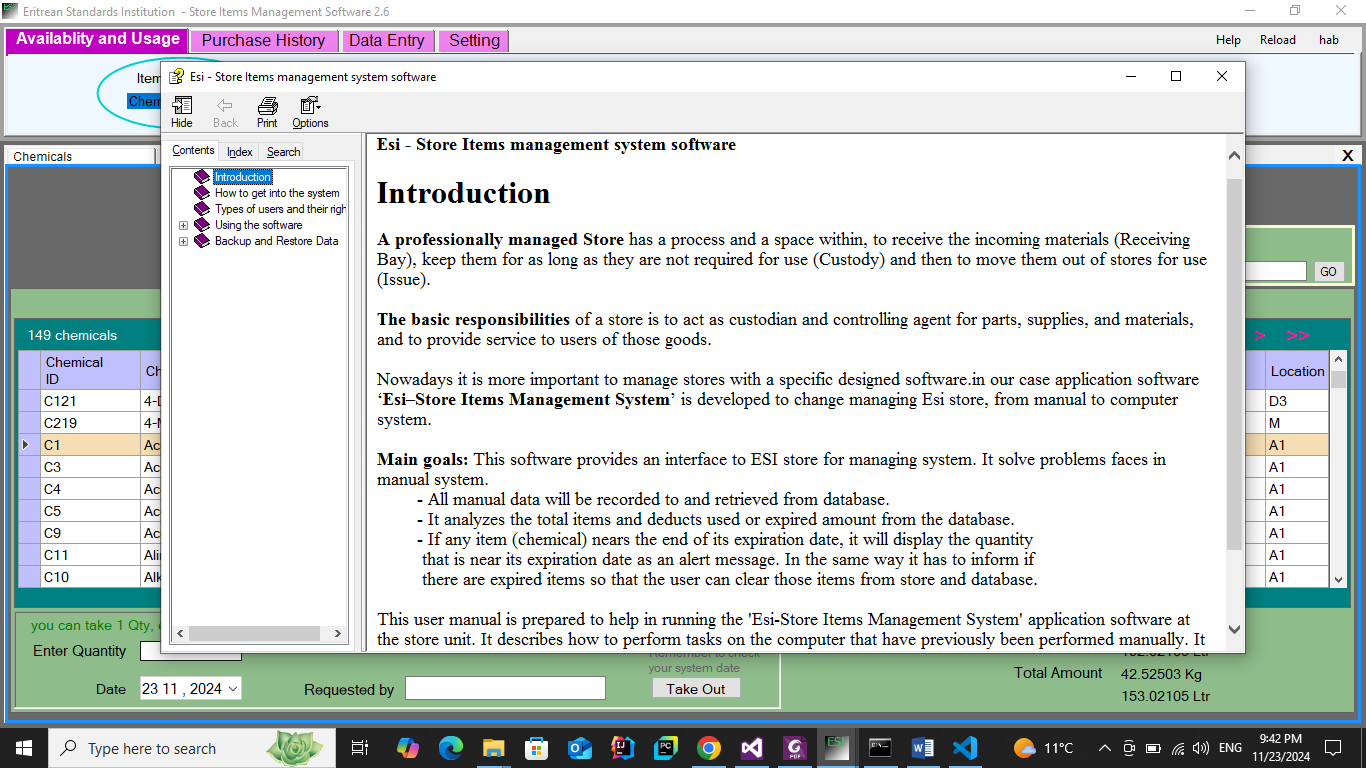 Eritrean Standards Institution - Store Items Management Software 2.6
Availablity and Usage
Purchase History
Data Entry
Setting
Help
Reload
hab
Esi - Store Items management system software
Hide
Back
Print
Options
Chemicals
X
Contents
Index
Search
Introduction
How to get into the system
Types of users and their righ
Using the software
Backup and Restore Data
Esi - Store Items management system software
Introduction
A professionally managed Store has a process and a space within, to receive the incoming materials (Receiving
Bay), keep them for as long as they are not required for use (Custody) and then to move them out of stores for use
(Issue).
The basic responsibilities of a store is to act as custodian and controlling agent for parts, supplies, and materials,
and to provide service to users of those goods.
Nowadays it is more important to manage stores with a specific designed software.in our case application software
‘Esi–Store Items Management System’ is developed to change managing Esi store, from manual to computer
system.
Main goals: This software provides an interface to ESI store for managing system. It solve problems faces in
manual system.
- All manual data will be recorded to and retrieved from database.
- It analyzes the total items and deducts used or expired amount from the database.
- If any item (chemical) nears the end of its expiration date, it will display the quantity
that is near its expiration date as an alert message. In the same way it has to inform if
there are expired items so that the user can clear those items from store and database.
This user manual is prepared to help in running the 'Esi-Store Items Management System' application software at
the store unit. It describes how to perform tasks on the computer that have previously been performed manually. It
GO
149 chemicals
> >>
Chemical
ID
Location
C121 4-
D3
C219 4-
M
C1 Ac
A1
C3 Ac
A1
C4 Ac
A1
C5 Ac
A1
C9 Ac
A1
C11 Ali
A1
C10 Alk
A1
you can take 1 Qty,
Enter Quantity
Date 23 11 , 2024
Requested by
Remember to check
your system date
Take Out
Total Amount 42.52503 Kg
153.02105 Ltr
Type here to search
11°C
ENG
9:42 PM
11/23/2024